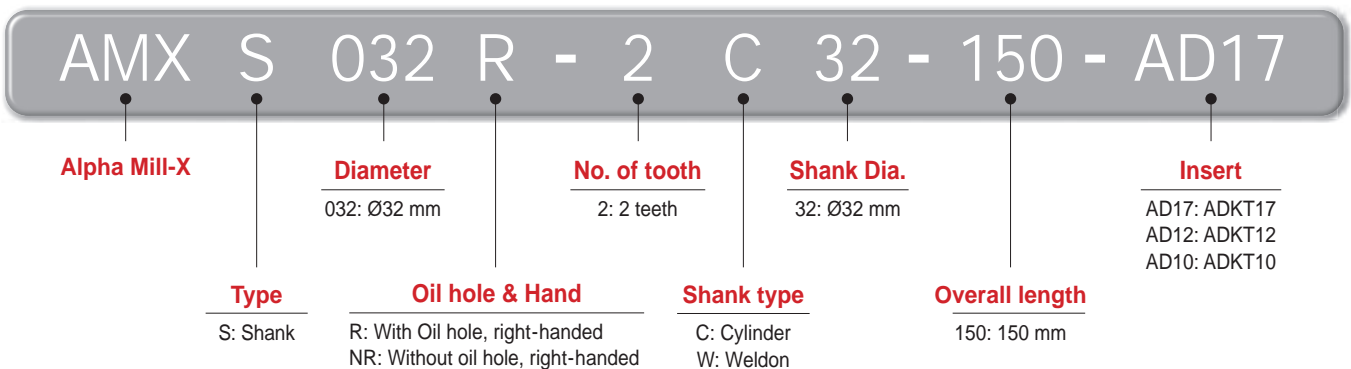 AMX S 032 R - 2 C 32 - 150 - AD17
Alpha Mill-X
Diameter
032: Ø32 mm
No. of tooth
2: 2 teeth
Shank Dia.
32: Ø32 mm
Insert
AD17: ADKT17
AD12: ADKT12
AD10: ADKT10
Type
S: Shank
Oil hole & Hand
R: With Oil hole, right-handed
NR: Without oil hole, right-handed
Shank type
C: Cylinder
W: Weldon
Overall length
150: 150 mm